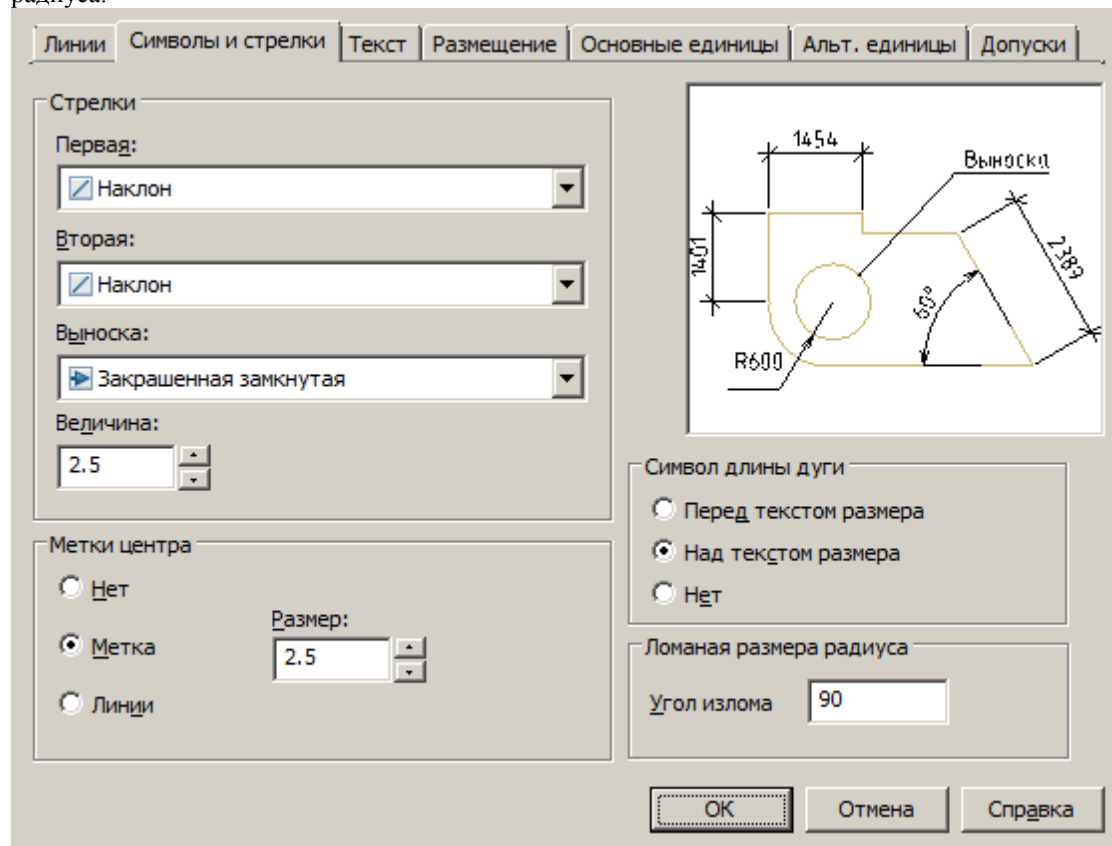 радиуса.
Линии Символы и стрелки Текст Размещение Основные единицы Альт. единицы Допуски
Стрелки
Первая:
Наклон
Вторая:
Наклон
Выноска:
Закрашенная замкнутая
Величина:
2.5
1454
Выноска
1401
2389
60°
R600
Символ длины дуги
Перед текстом размера
Над текстом размера
Нет
Метки центра
Нет
Метка
Размер:
2.5
Линии
Ломаная размера радиуса
Угол излома 90
OK Отмена Справка